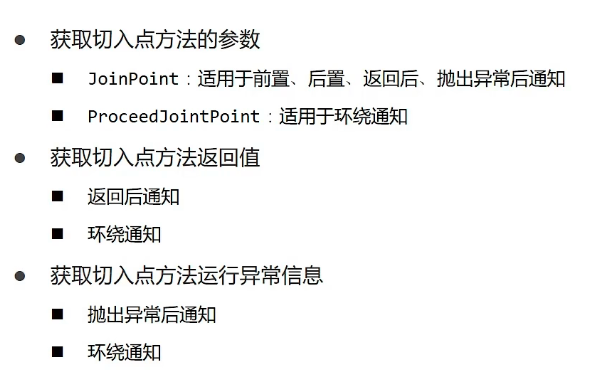 ● 获取切入点方法的参数
■ JoinPoint：适用于前置、后置、返回后、抛出异常后通知
■ ProceedJointPoint：适用于环绕通知
● 获取切入点方法返回值
■ 返回后通知
■ 环绕通知
● 获取切入点方法运行异常信息
■ 抛出异常后通知
■ 环绕通知